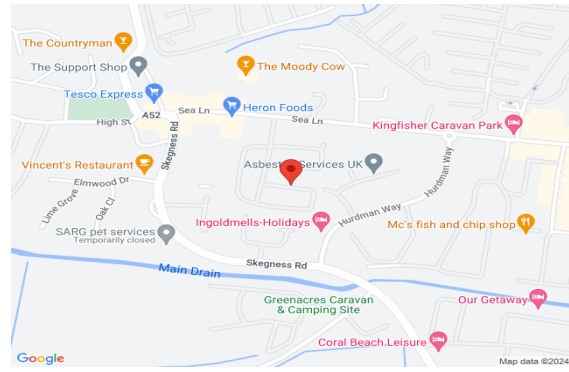 The Countryman
The Support Shop
The Moody Cow
Tesco Express
A52
Sea Ln
Heron Foods
Sea Ln
High St
Kingfisher Caravan Park
Skegness Rd
Vincent's Restaurant
Asbestos Services UK
Elmwood Dr
Hurdman Way
Lime Grove
Oak Cl
Ingoldmells-Holidays
Hurdman Way
Mc's fish and chip shop
SARG pet services
Temporarily closed
Skegness Rd
Main Drain
Greenacres Caravan
& Camping Site
Our Getaway
Coral Beach Leisure
Google
Map data ©2024